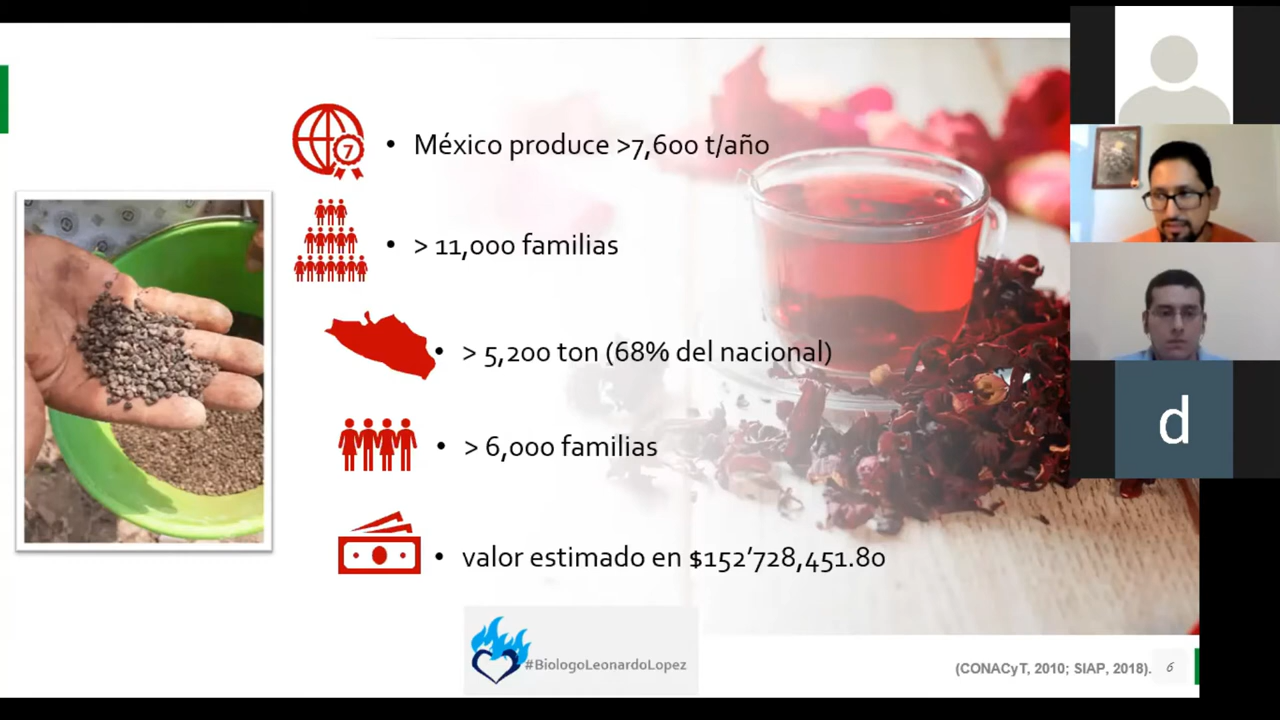 7
• México produce >7,600 t/año
• > 11,000 familias
• > 5,200 ton (68% del nacional)
• > 6,000 familias
• valor estimado en $152’728,451.80
#BiologoLeonardoLopez
(CONACyT, 2010; SIAP, 2018).
6
d